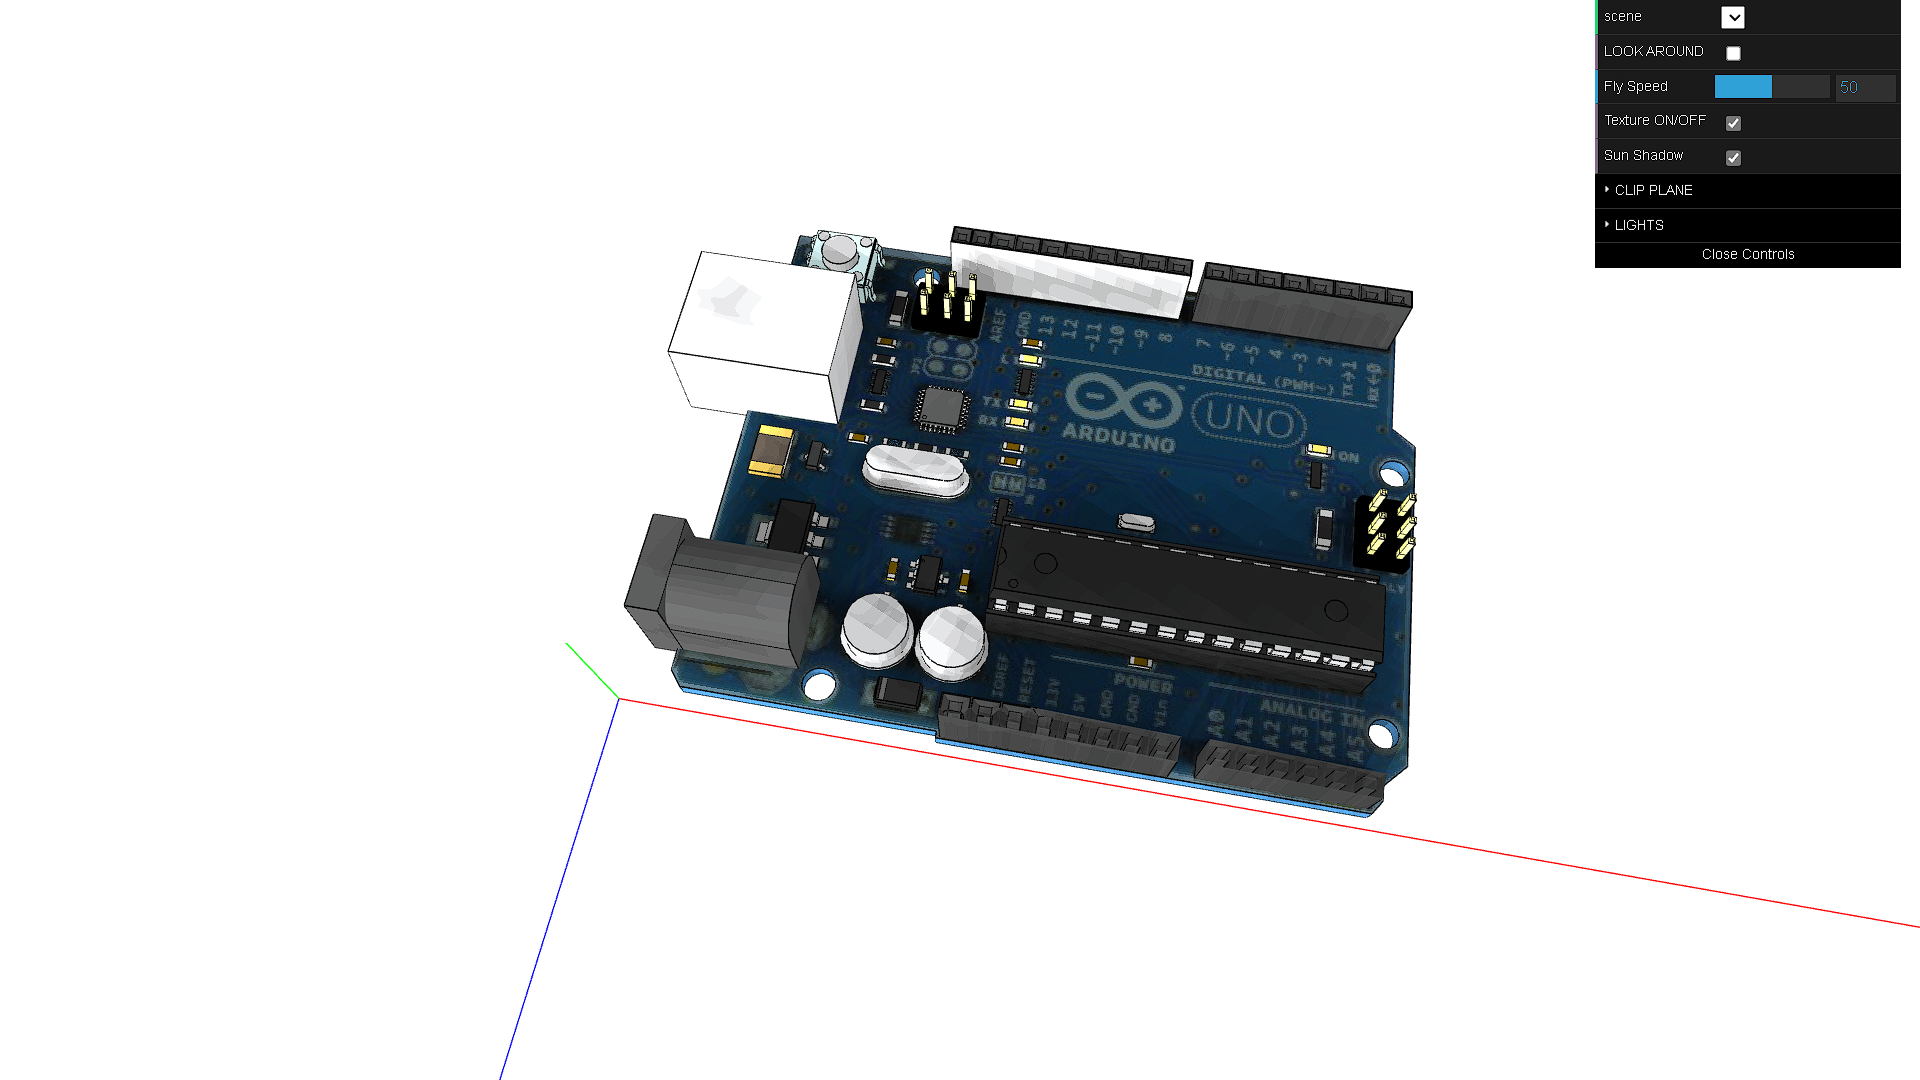 scene
LOOK AROUND
Fly Speed
50
Texture ON/OFF
Sun Shadow
CLIP PLANE
LIGHTS
Close Controls
AREF
GND
13
12
~11
~10
~9
8
7
~6
~5
4
~3
2
TX→1
RX←0
DIGITAL (PWM~)
TX
RX
ARDUINO
UNO
ON
IOREF
RESET
3.3V
5V
GND
GND
Vin
POWER
ANALOG IN
A0
A1
A2
A3
A4
A5